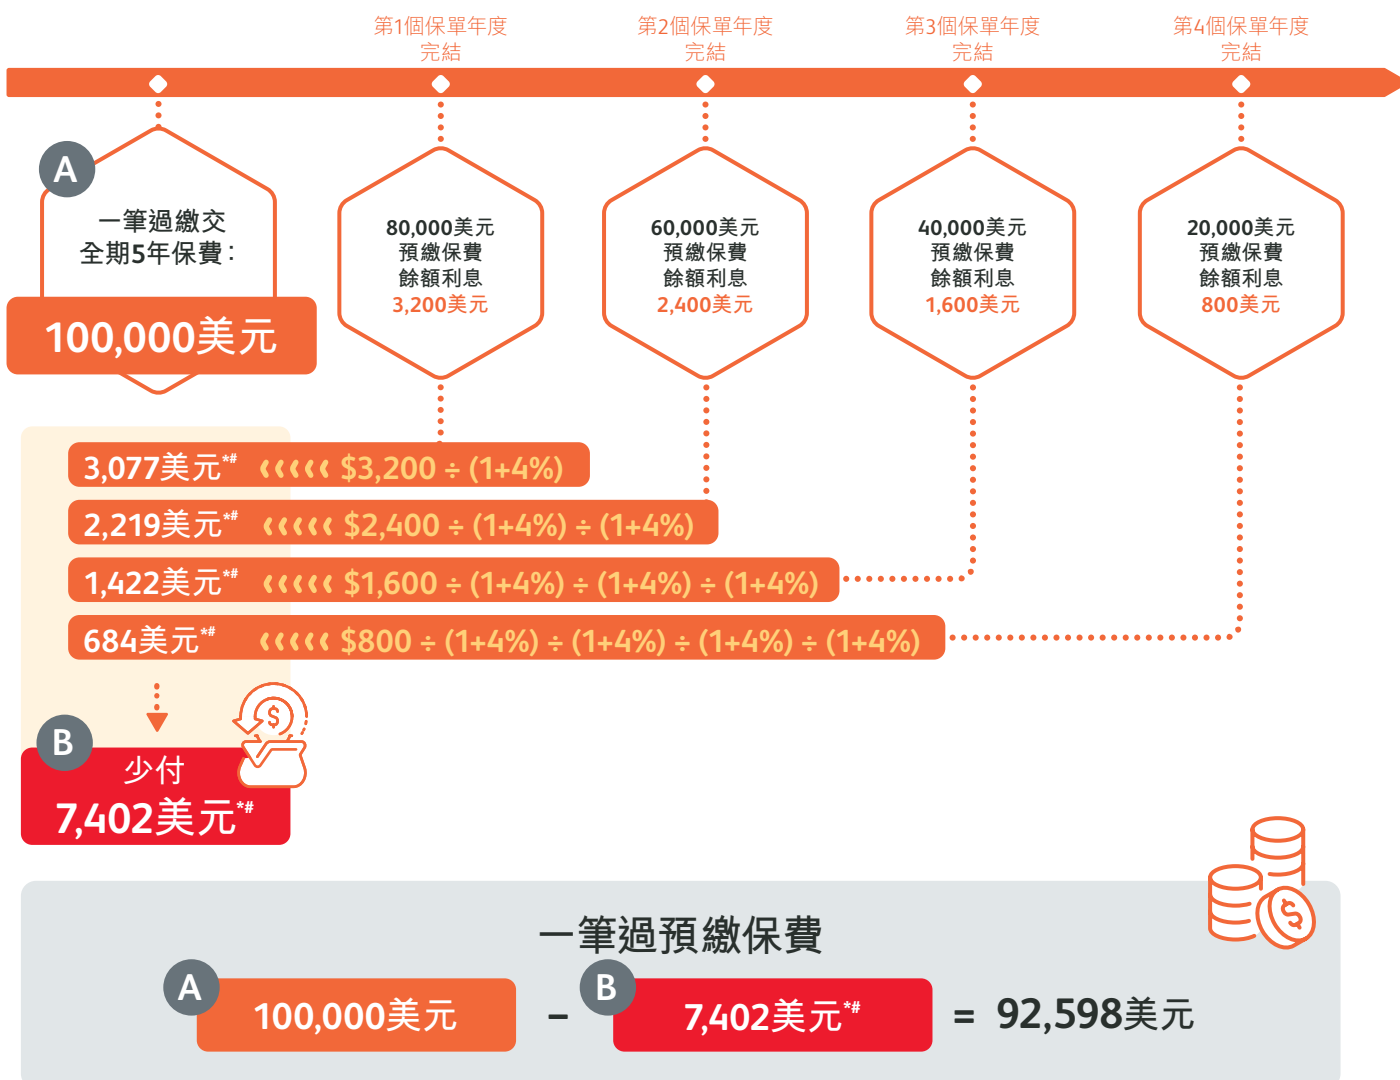 第1個保單年度
完結
第2個保單年度
完結
第3個保單年度
完結
第4個保單年度
完結
A
一筆過繳交
全期5年保費：
100,000美元
80,000美元
預繳保費
餘額利息
3,200美元
60,000美元
預繳保費
餘額利息
2,400美元
40,000美元
預繳保費
餘額利息
1,600美元
20,000美元
預繳保費
餘額利息
800美元
3,077美元*# $3,200 ÷ (1+4%)
2,219美元*# $2,400 ÷ (1+4%) ÷ (1+4%)
1,422美元*# $1,600 ÷ (1+4%) ÷ (1+4%) ÷ (1+4%)
684美元*# $800 ÷ (1+4%) ÷ (1+4%) ÷ (1+4%) ÷ (1+4%)
$
B
少付
7,402美元*#
$
一筆過預繳保費
A 100,000美元 – B 7,402美元*# = 92,598美元